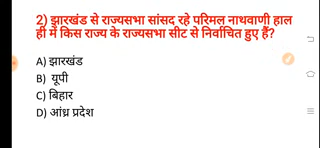 2) झारखंड से राज्यसभा सांसद रहे परिमल नाथवाणी हाल
ही में किस राज्य के राज्यसभा सीट से निर्वाचित हुए हैं?
A) झारखंड
B) यूपी
C) बिहार
D) आंध्र प्रदेश